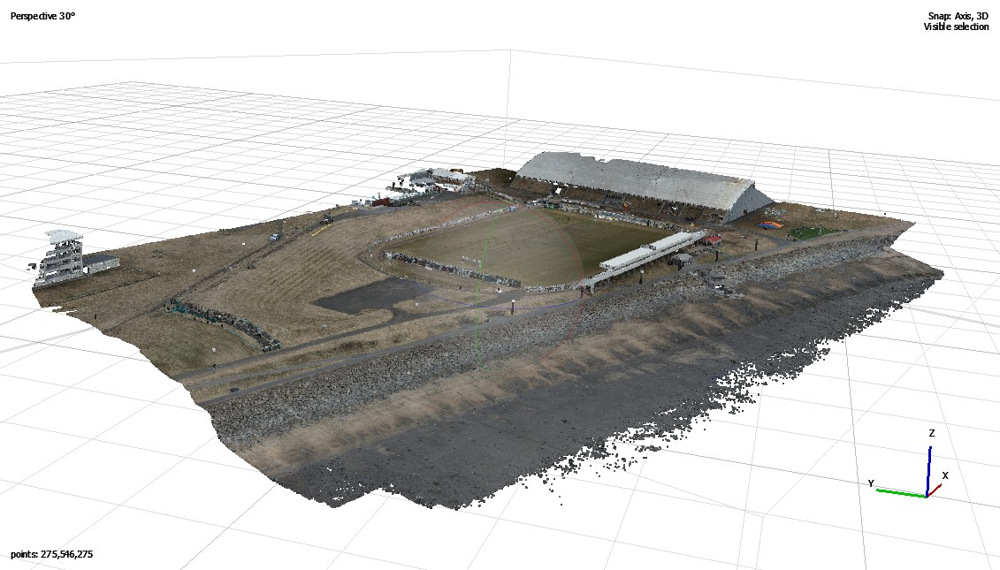 Perspective 30°
Snap: Axis, 3D
Visible selection
Z
X
Y
points: 275,546,275